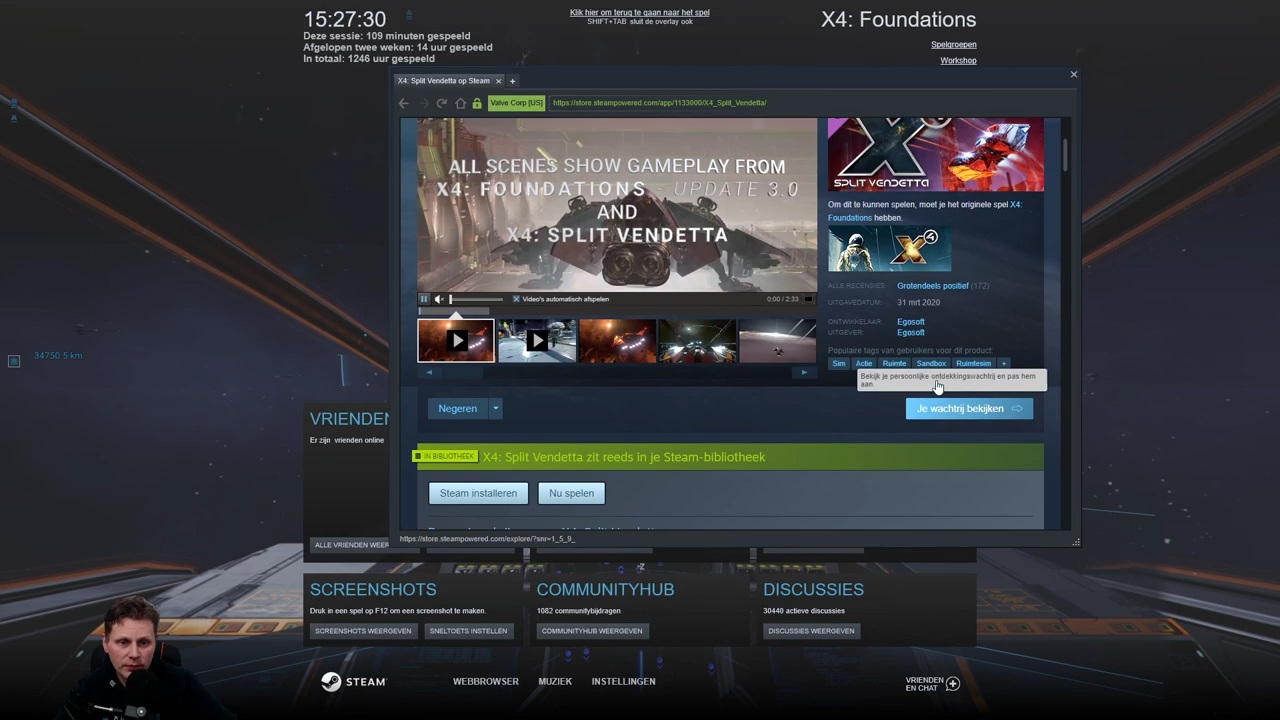 15:27:30
Deze sessie: 109 minuten gespeeld
Afgelopen twee weken: 14 uur gespeeld
In totaal: 1246 uur gespeeld
Klik hier om terug te gaan naar het spel
SHIFT+TAB sluit de overlay ook
X4: Foundations
Spelgroepen
Workshop
X4: Split Vendetta op Steam
Valve Corp [US]
https://store.steampowered.com/app/1133000/X4_Split_Vendetta/
ALL SCENES SHOW GAMEPLAY FROM
X4: FOUNDATIONS - UPDATE 3.0
AND
X4: SPLIT VENDETTA
Video's automatisch afspelen
0:00 / 2:33
X
SPLIT VENDETTA
Om dit te kunnen spelen, moet je het originele spel X4:
Foundations hebben.
X4
ALLE RECENSIES: Grotendeels positief (172)
UITGAVEDATUM: 31 mrt 2020
ONTWIKKELAAR: Egosoft
UITGEVER: Egosoft
Populaire tags van gebruikers voor dit product:
Sim Actie Ruimte Sandbox Ruimtesim +
Bekijk je persoonlijke ontdekkingswachtrij en pas hem
aan.
Negeren
Je wachtrij bekijken
IN BIBLIOTHEEK
X4: Split Vendetta zit reeds in je Steam-bibliotheek
Steam installeren
Nu spelen
https://store.steampowered.com/explore/?snr=1_5_9_
34750.5 km
VRIENDEN
Er zijn vrienden online
ALLE VRIENDEN WEER
SCREENSHOTS
Druk in een spel op F12 om een screenshot te maken.
SCREENSHOTS WEERGEVEN
SNELTOETS INSTELLEN
COMMUNITYHUB
1082 communitybijdragen
COMMUNITYHUB WEERGEVEN
DISCUSSIES
30440 actieve discussies
DISCUSSIES WEERGEVEN
STEAM
WEBBROWSER
MUZIEK
INSTELLINGEN
VRIENDEN
EN CHAT